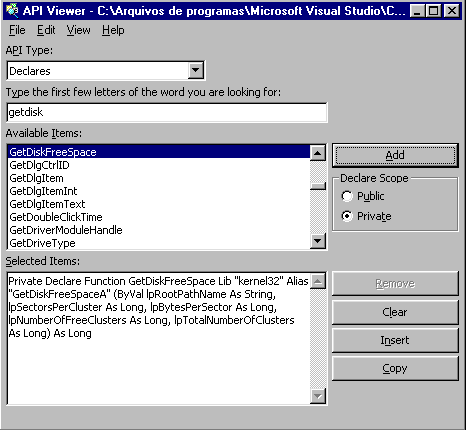 API Viewer - C:\Arquivos de programas\Microsoft Visual Studio\C...
File Edit View Help
API Type:
Declares
Type the first few letters of the word you are looking for:
getdisk
Available Items:
GetDiskFreeSpace
GetDlgCtrlID
GetDlgItem
GetDlgItemInt
GetDlgItemText
GetDoubleClickTime
GetDriverModuleHandle
GetDriveType
Add
Declare Scope
Public
Private
Selected Items:
Private Declare Function GetDiskFreeSpace Lib "kernel32" Alias
"GetDiskFreeSpaceA" (ByVal lpRootPathName As String,
lpSectorsPerCluster As Long, lpBytesPerSector As Long,
lpNumberOfFreeClusters As Long, lpTotalNumberOfClusters
As Long) As Long
Remove
Clear
Insert
Copy